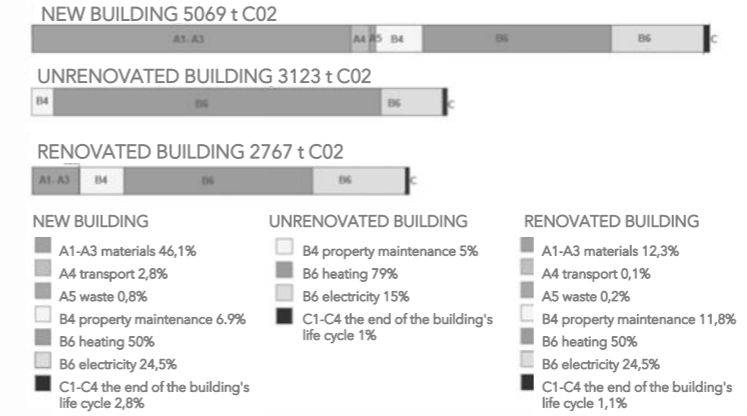 NEW BUILDING 5069 t C02
A1-A3 A4 A5 B4 B6 B6 C
UNRENOVATED BUILDING 3123 t C02
B4 B6 B6 C
RENOVATED BUILDING 2767 t C02
A1-A3 B4 B6 B6 C
NEW BUILDING
A1-A3 materials 46,1%
A4 transport 2,8%
A5 waste 0,8%
B4 property maintenance 6.9%
B6 heating 50%
B6 electricity 24,5%
C1-C4 the end of the building's
life cycle 2,8%
UNRENOVATED BUILDING
B4 property maintenance 5%
B6 heating 79%
B6 electricity 15%
C1-C4 the end of the building's
life cycle 1%
RENOVATED BUILDING
A1-A3 materials 12,3%
A4 transport 0,1%
A5 waste 0,2%
B4 property maintenance 11,8%
B6 heating 50%
B6 electricity 24,5%
C1-C4 the end of the building's
life cycle 1,1%